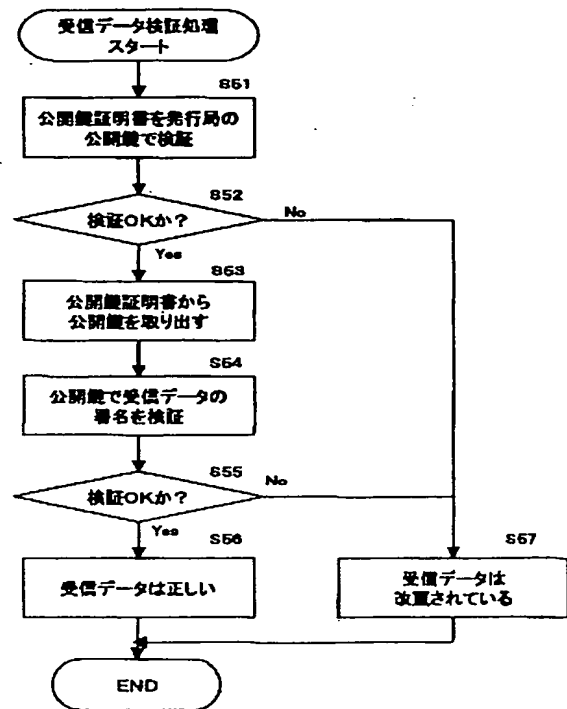 受信データ検証処理
スタート
S51
公開鍵証明書を発行局の
公開鍵で検証
S52
検証OKか？
No
Yes
S53
公開鍵証明書から
公開鍵を取り出す
S54
公開鍵で受信データの
署名を検証
S55
検証OKか？
No
Yes
S56
受信データは正しい
S57
受信データは
改竄されている
END